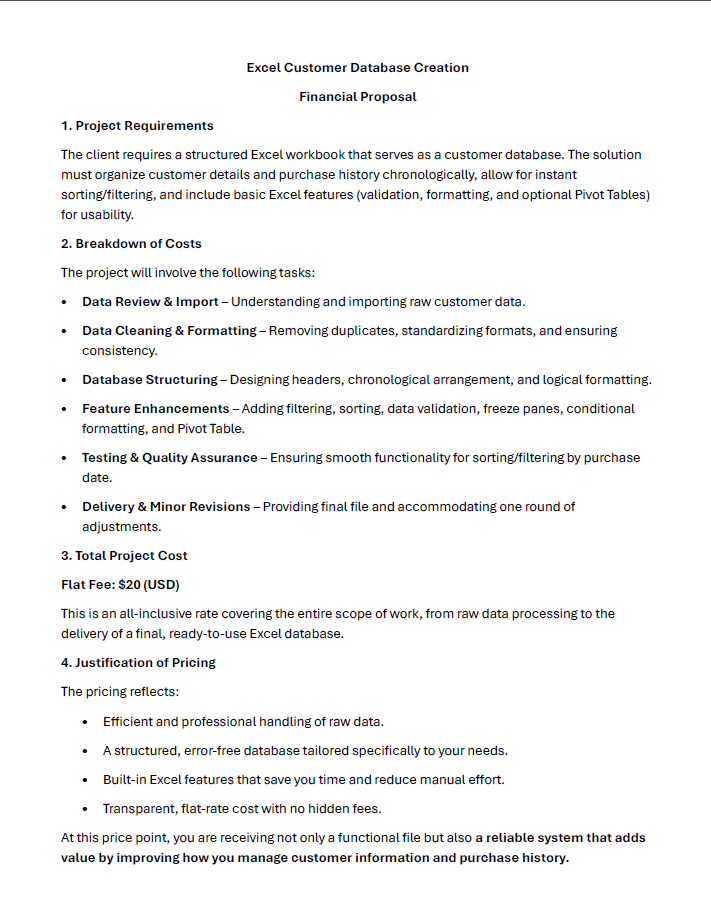 Excel Customer Database Creation
Financial Proposal
1. Project Requirements
The client requires a structured Excel workbook that serves as a customer database. The solution
must organize customer details and purchase history chronologically, allow for instant
sorting/filtering, and include basic Excel features (validation, formatting, and optional Pivot Tables)
for usability.
2. Breakdown of Costs
The project will involve the following tasks:
• Data Review & Import – Understanding and importing raw customer data.
• Data Cleaning & Formatting – Removing duplicates, standardizing formats, and ensuring
consistency.
• Database Structuring – Designing headers, chronological arrangement, and logical formatting.
• Feature Enhancements – Adding filtering, sorting, data validation, freeze panes, conditional
formatting, and Pivot Table.
• Testing & Quality Assurance – Ensuring smooth functionality for sorting/filtering by purchase
date.
• Delivery & Minor Revisions – Providing final file and accommodating one round of
adjustments.
3. Total Project Cost
Flat Fee: $20 (USD)
This is an all-inclusive rate covering the entire scope of work, from raw data processing to the
delivery of a final, ready-to-use Excel database.
4. Justification of Pricing
The pricing reflects:
• Efficient and professional handling of raw data.
• A structured, error-free database tailored specifically to your needs.
• Built-in Excel features that save you time and reduce manual effort.
• Transparent, flat-rate cost with no hidden fees.
At this price point, you are receiving not only a functional file but also a reliable system that adds
value by improving how you manage customer information and purchase history.